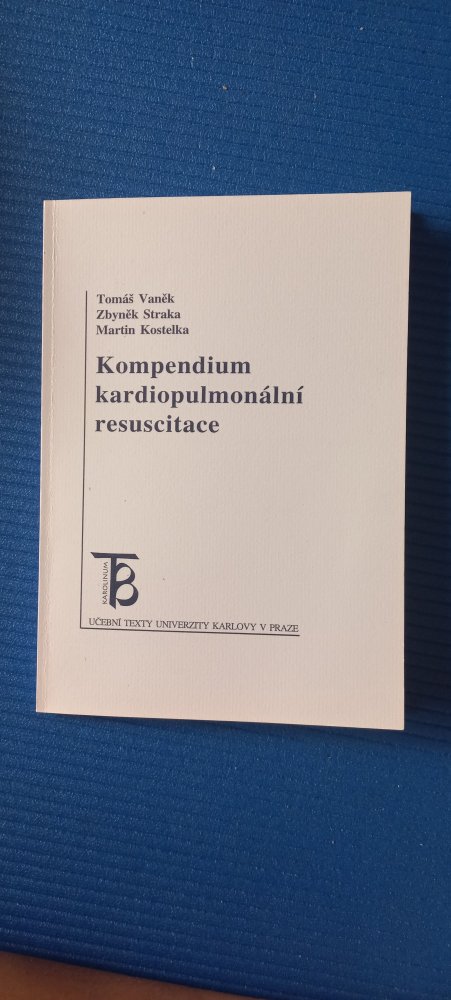 Tomáš Vaněk
Zbyněk Straka
Martin Kostelka
Kompendium
kardiopulmonální
resuscitace
KAROLINUM
UČEBNÍ TEXTY UNIVERZITY KARLOVY V PRAZE